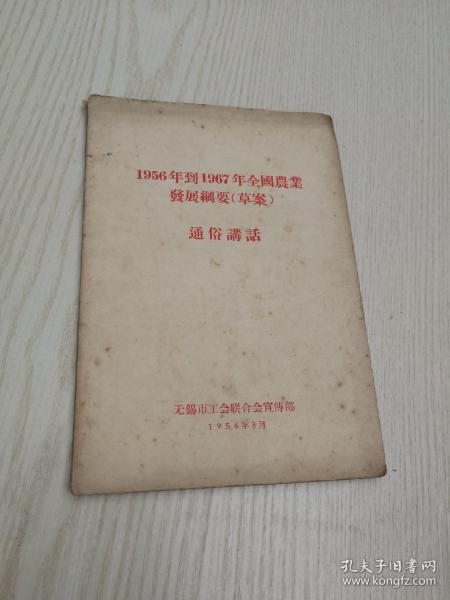 1956年到1967年全國農業
發展綱要(草案)
通俗講話
无錫市工会联合会宣傳部
1956年3月
孔夫子旧书网
www.kongfz.com